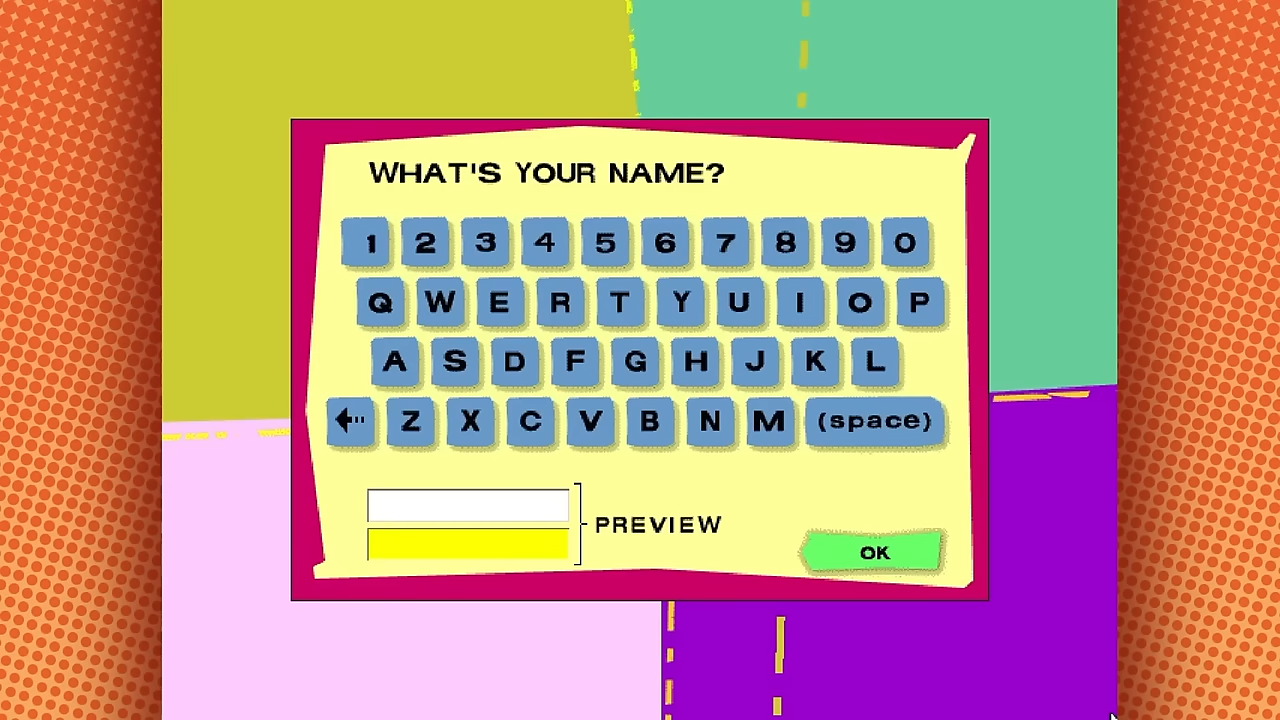 WHAT'S YOUR NAME?
1 2 3 4 5 6 7 8 9 0
Q W E R T Y U I O P
A S D F G H J K L
Z X C V B N M (space)
PREVIEW
OK